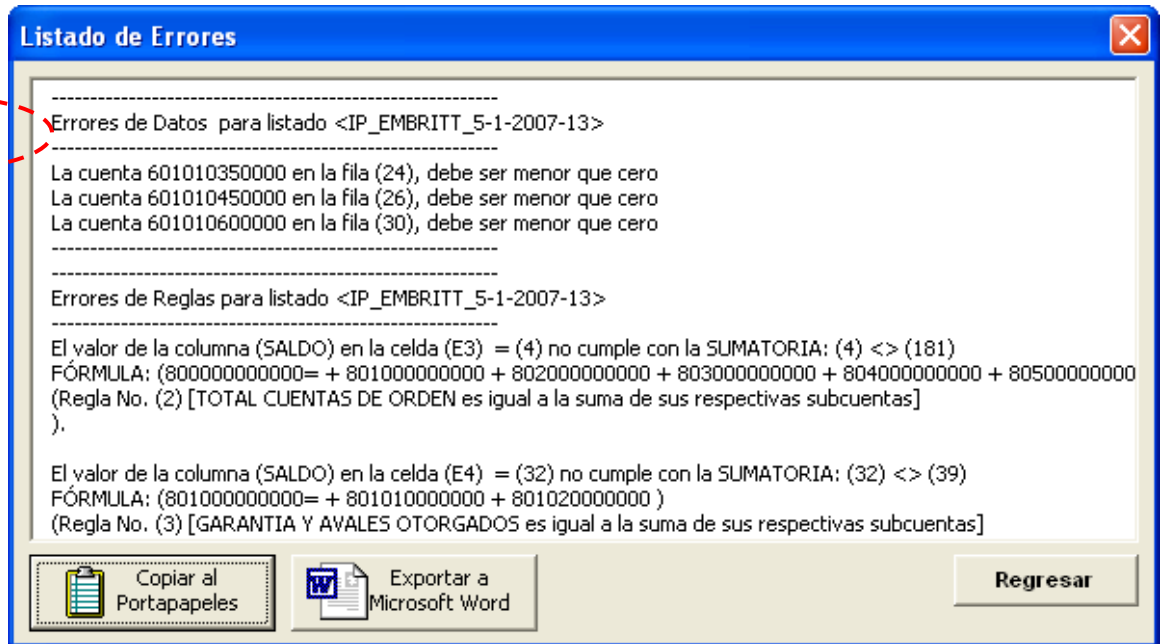 Listado de Errores
----------------------------------------------------------
Errores de Datos  para listado <IP_EMBRITT_5-1-2007-13>
----------------------------------------------------------
La cuenta 601010350000 en la fila (24), debe ser menor que cero
La cuenta 601010450000 en la fila (26), debe ser menor que cero
La cuenta 601010600000 en la fila (30), debe ser menor que cero
----------------------------------------------------------
----------------------------------------------------------
Errores de Reglas para listado <IP_EMBRITT_5-1-2007-13>
----------------------------------------------------------
El valor de la columna (SALDO) en la celda (E3)  = (4) no cumple con la SUMATORIA: (4) <> (181)
FÓRMULA: (800000000000= + 801000000000 + 802000000000 + 803000000000 + 804000000000 + 80500000000
(Regla No. (2) [TOTAL CUENTAS DE ORDEN es igual a la suma de sus respectivas subcuentas]
).
El valor de la columna (SALDO) en la celda (E4)  = (32) no cumple con la SUMATORIA: (32) <> (39)
FÓRMULA: (801000000000= + 801010000000 + 801020000000 )
(Regla No. (3) [GARANTIA Y AVALES OTORGADOS es igual a la suma de sus respectivas subcuentas]
Copiar al
Portapapeles
Exportar a
Microsoft Word
Regresar